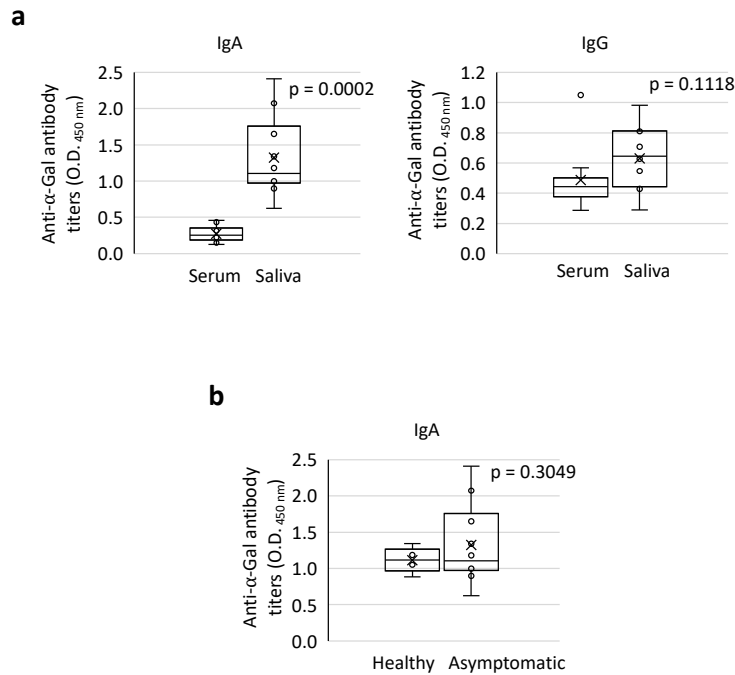 a
IgA
Anti-α-Gal antibody
titers (O.D. 450 nm)
2.5
2.0
1.5
1.0
0.5
0.0
p = 0.0002
Serum Saliva
IgG
Anti-α-Gal antibody
titers (O.D. 450 nm)
1.2
1.0
0.8
0.6
0.4
0.2
0.0
p = 0.1118
Serum Saliva
b
IgA
Anti-α-Gal antibody
titers (O.D. 450 nm)
2.5
2.0
1.5
1.0
0.5
0.0
p = 0.3049
Healthy Asymptomatic